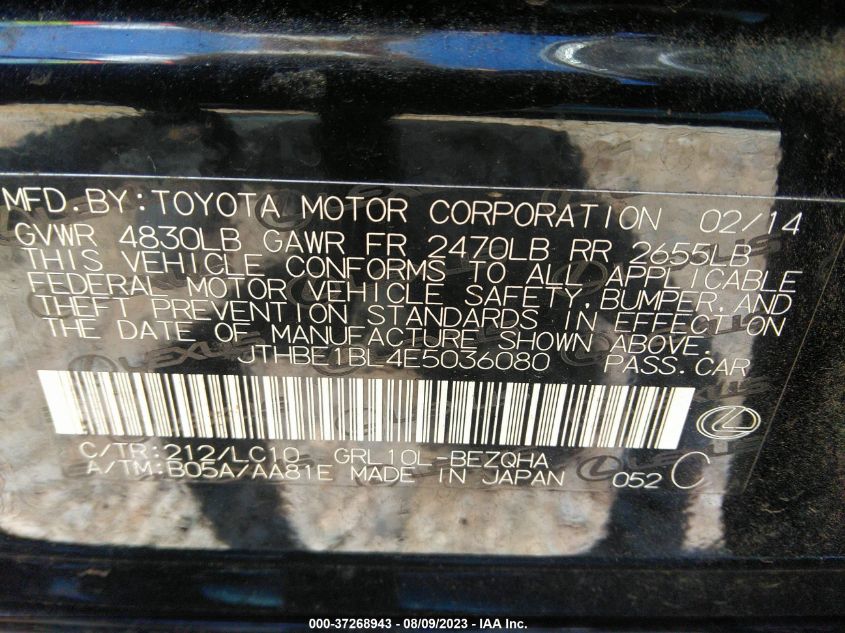 MFD. BY: TOYOTA MOTOR CORPORATION 02/14
GVWR 4830LB GAWR FR 2470LB RR 2655LB
THIS VEHICLE CONFORMS TO ALL APPLICABLE
FEDERAL MOTOR VEHICLE SAFETY, BUMPER, AND
THEFT PREVENTION STANDARDS IN EFFECT ON
THE DATE OF MANUFACTURE SHOWN ABOVE.
JTHBE1BL4E5036080 PASS. CAR
C/TR: 212/LC10 GRL10L-BEZQHA
A/TM: B05A/AA81E MADE IN JAPAN 052 C
000-37268943 — 08/09/2023 — IAA Inc.